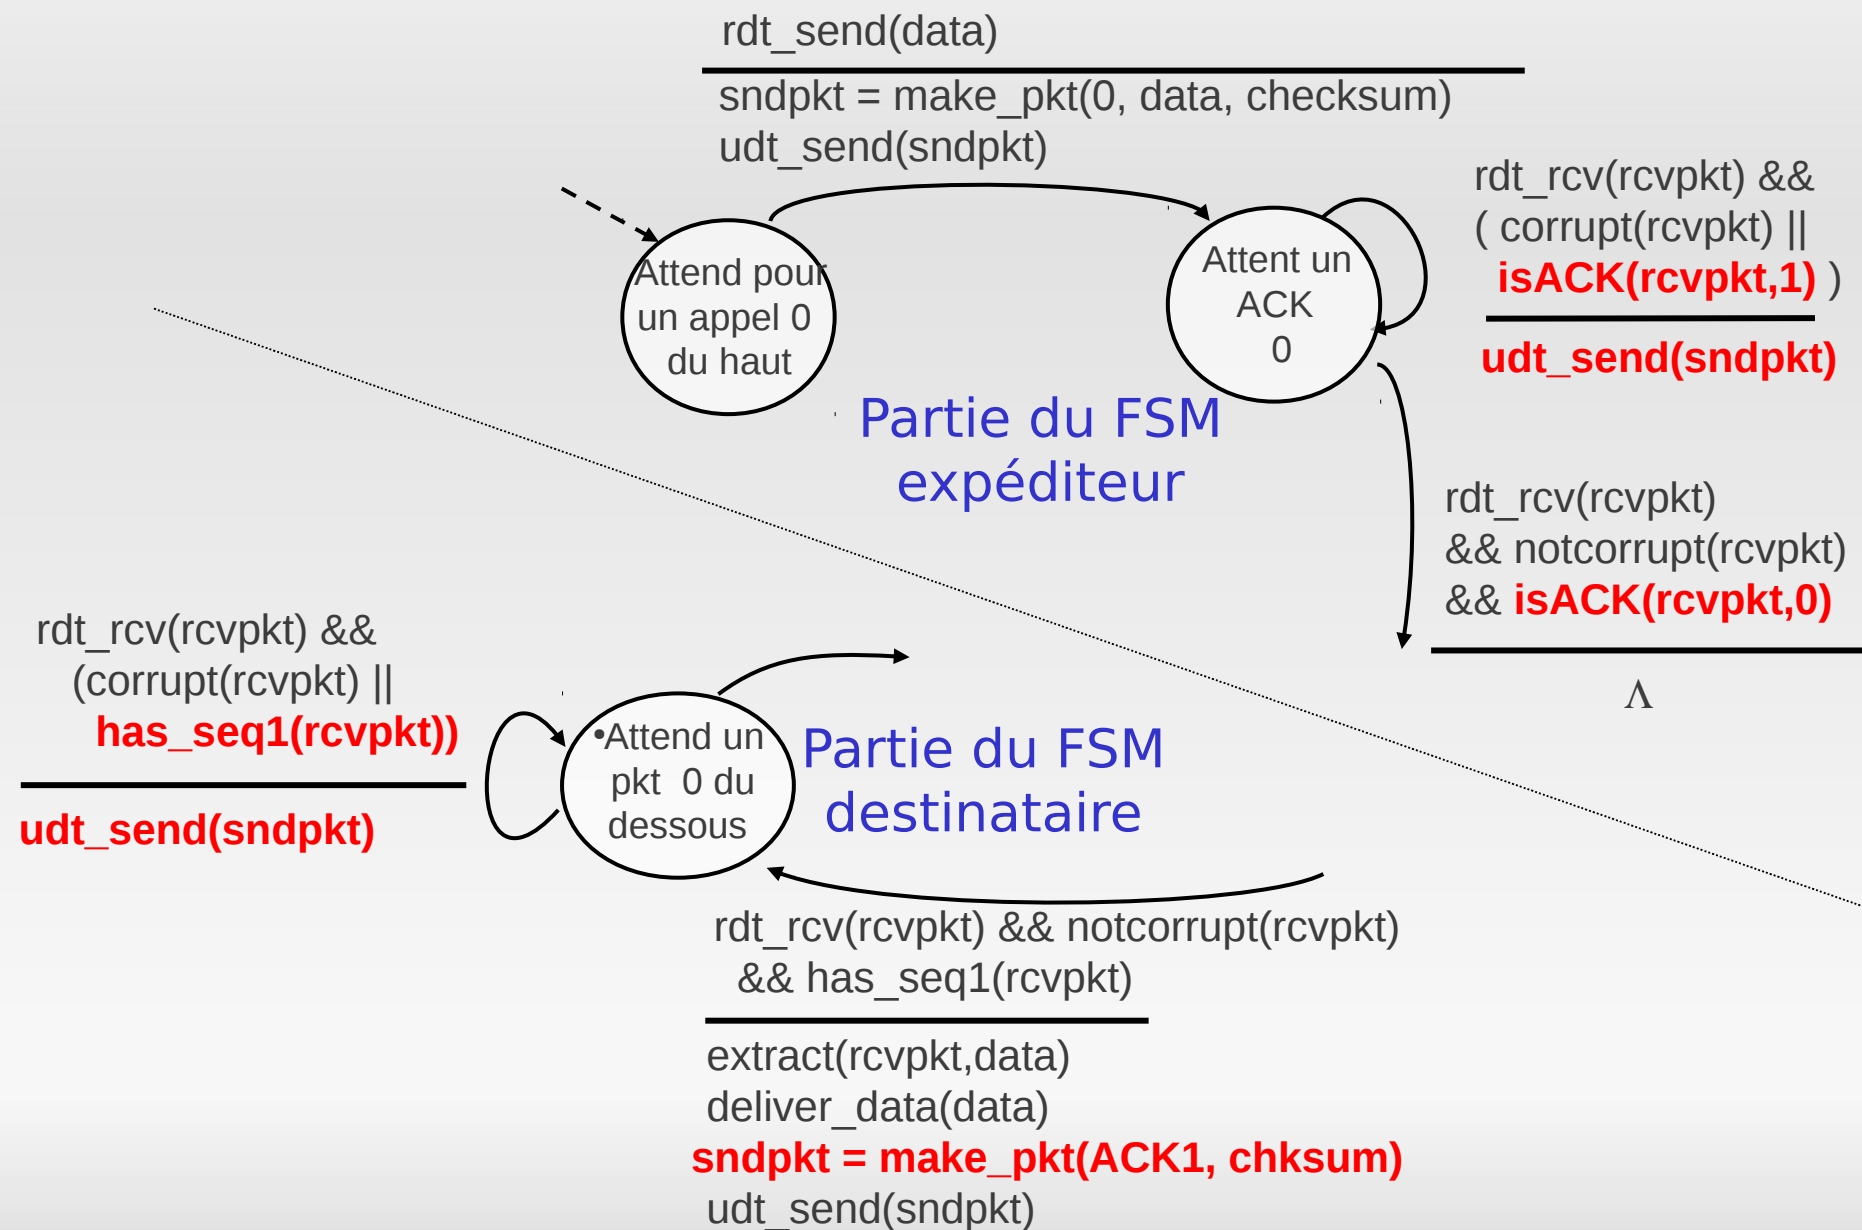 rdt_send(data)
sndpkt = make_pkt(0, data, checksum)
udt_send(sndpkt)
rdt_rcv(rcvpkt) &&
( corrupt(rcvpkt) ||
isACK(rcvpkt,1) )
udt_send(sndpkt)
Attend pour
un appel 0
du haut
Attent un
ACK
0
Partie du FSM
expéditeur
rdt_rcv(rcvpkt)
&& notcorrupt(rcvpkt)
&& isACK(rcvpkt,0)
Λ
rdt_rcv(rcvpkt) &&
(corrupt(rcvpkt) ||
has_seq1(rcvpkt))
udt_send(sndpkt)
•Attend un
pkt 0 du
dessous
Partie du FSM
destinataire
rdt_rcv(rcvpkt) && notcorrupt(rcvpkt)
&& has_seq1(rcvpkt)
extract(rcvpkt,data)
deliver_data(data)
sndpkt = make_pkt(ACK1, chksum)
udt_send(sndpkt)